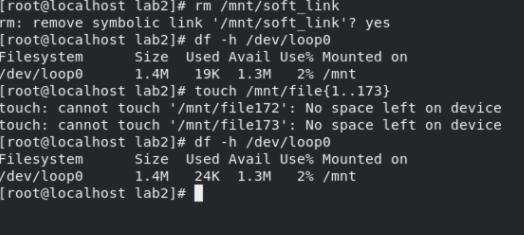 [root@localhost lab2]# rm /mnt/soft_link
rm: remove symbolic link '/mnt/soft_link'? yes
[root@localhost lab2]# df -h /dev/loop0
Filesystem      Size  Used Avail Use% Mounted on
/dev/loop0      1.4M   19K  1.3M   2% /mnt
[root@localhost lab2]# touch /mnt/file{1..173}
touch: cannot touch '/mnt/file172': No space left on device
touch: cannot touch '/mnt/file173': No space left on device
[root@localhost lab2]# df -h /dev/loop0
Filesystem      Size  Used Avail Use% Mounted on
/dev/loop0      1.4M   24K  1.3M   2% /mnt
[root@localhost lab2]#